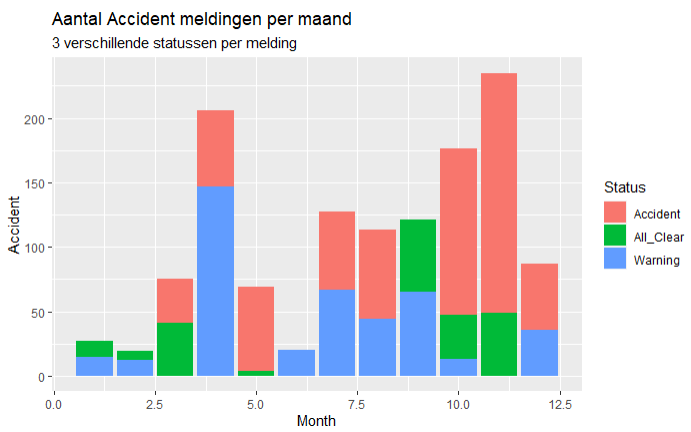 Aantal Accident meldingen per maand
3 verschillende statussen per melding
200
150
100
50
0
Accident
0.0 2.5 5.0 7.5 10.0 12.5
Month
Status
Accident
All_Clear
Warning